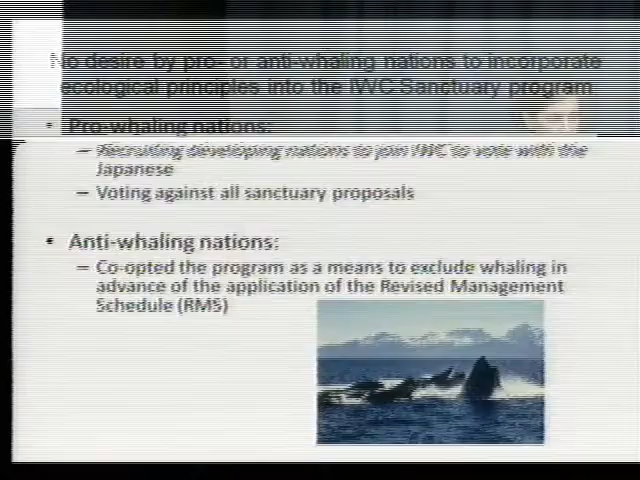 No desire by pro- or anti-whaling nations to incorporate
ecological principles into the IWC Sanctuary program
• Pro-whaling nations:
– Recruiting developing nations to join IWC to vote with the
Japanese
– Voting against all sanctuary proposals
• Anti-whaling nations:
– Co-opted the program as a means to exclude whaling in
advance of the application of the Revised Management
Schedule (RMS)